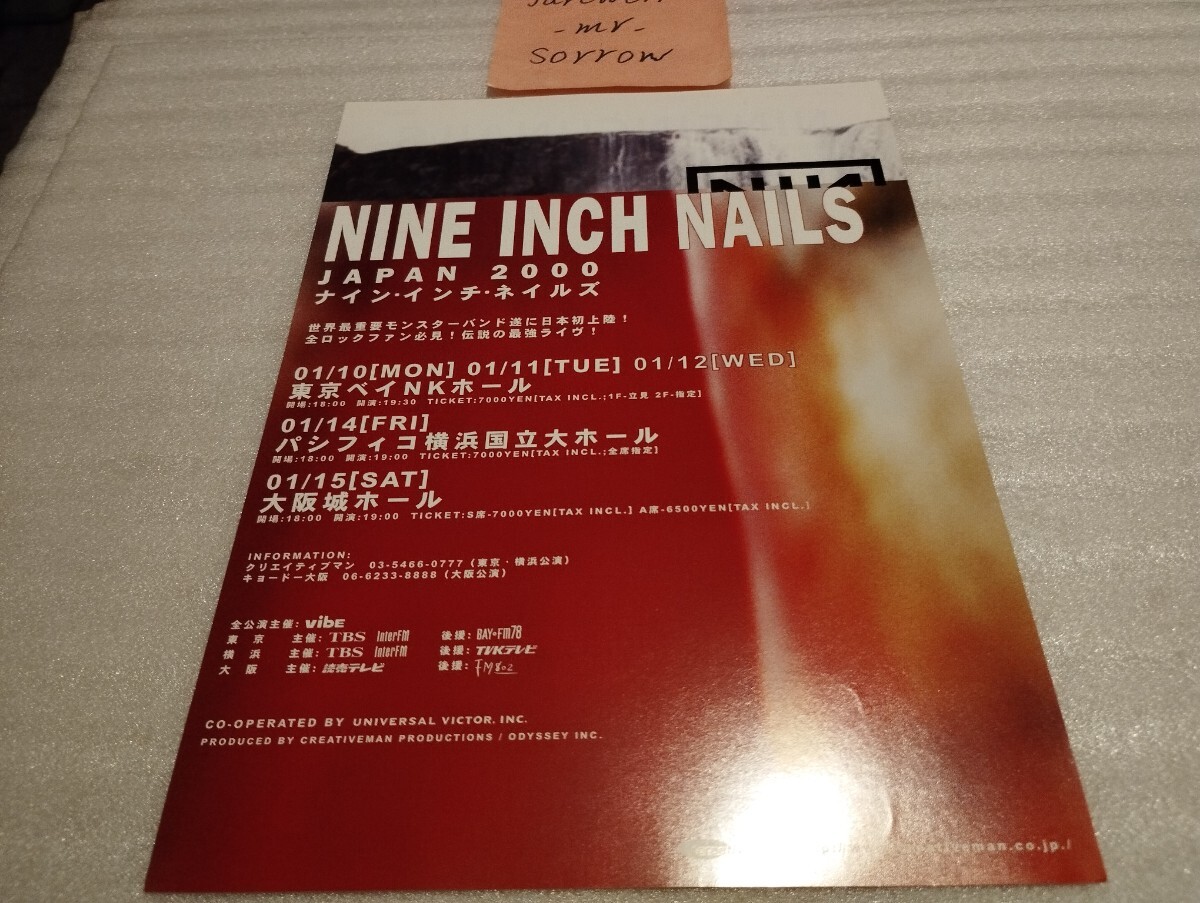 - mr -
sorrow
NINE INCH NAILS
JAPAN 2000
ナイン・インチ・ネイルズ
世界最重要モンスターバンド遂に日本初上陸!
全ロックファン必見!伝説の最強ライヴ!
01/10[MON] 01/11[TUE] 01/12[WED]
東京ベイNKホール
開場:18:00 開演:19:30 TICKET:7000YEN[TAX INCL.;1F-立見 2F-指定]
01/14[FRI]
パシフィコ横浜国立大ホール
開場:18:00 開演:19:00 TICKET:7000YEN[TAX INCL.;全席指定]
01/15[SAT]
大阪城ホール
開場:18:00 開演:19:00 TICKET:S席-7000YEN[TAX INCL.] A席-6500YEN[TAX INCL.]
INFORMATION:
クリエイティブマン 03-5466-0777(東京・横浜公演)
キョードー大阪 06-6233-8888(大阪公演)
全公演主催: vibE
東京 主催: TBS InterFM 後援: BAY・FM78
横浜 主催: TBS InterFM 後援: TVKテレビ
大阪 主催: 読売テレビ 後援: FM802
CO-OPERATED BY UNIVERSAL VICTOR. INC.
PRODUCED BY CREATIVEMAN PRODUCTIONS / ODYSSEY INC.